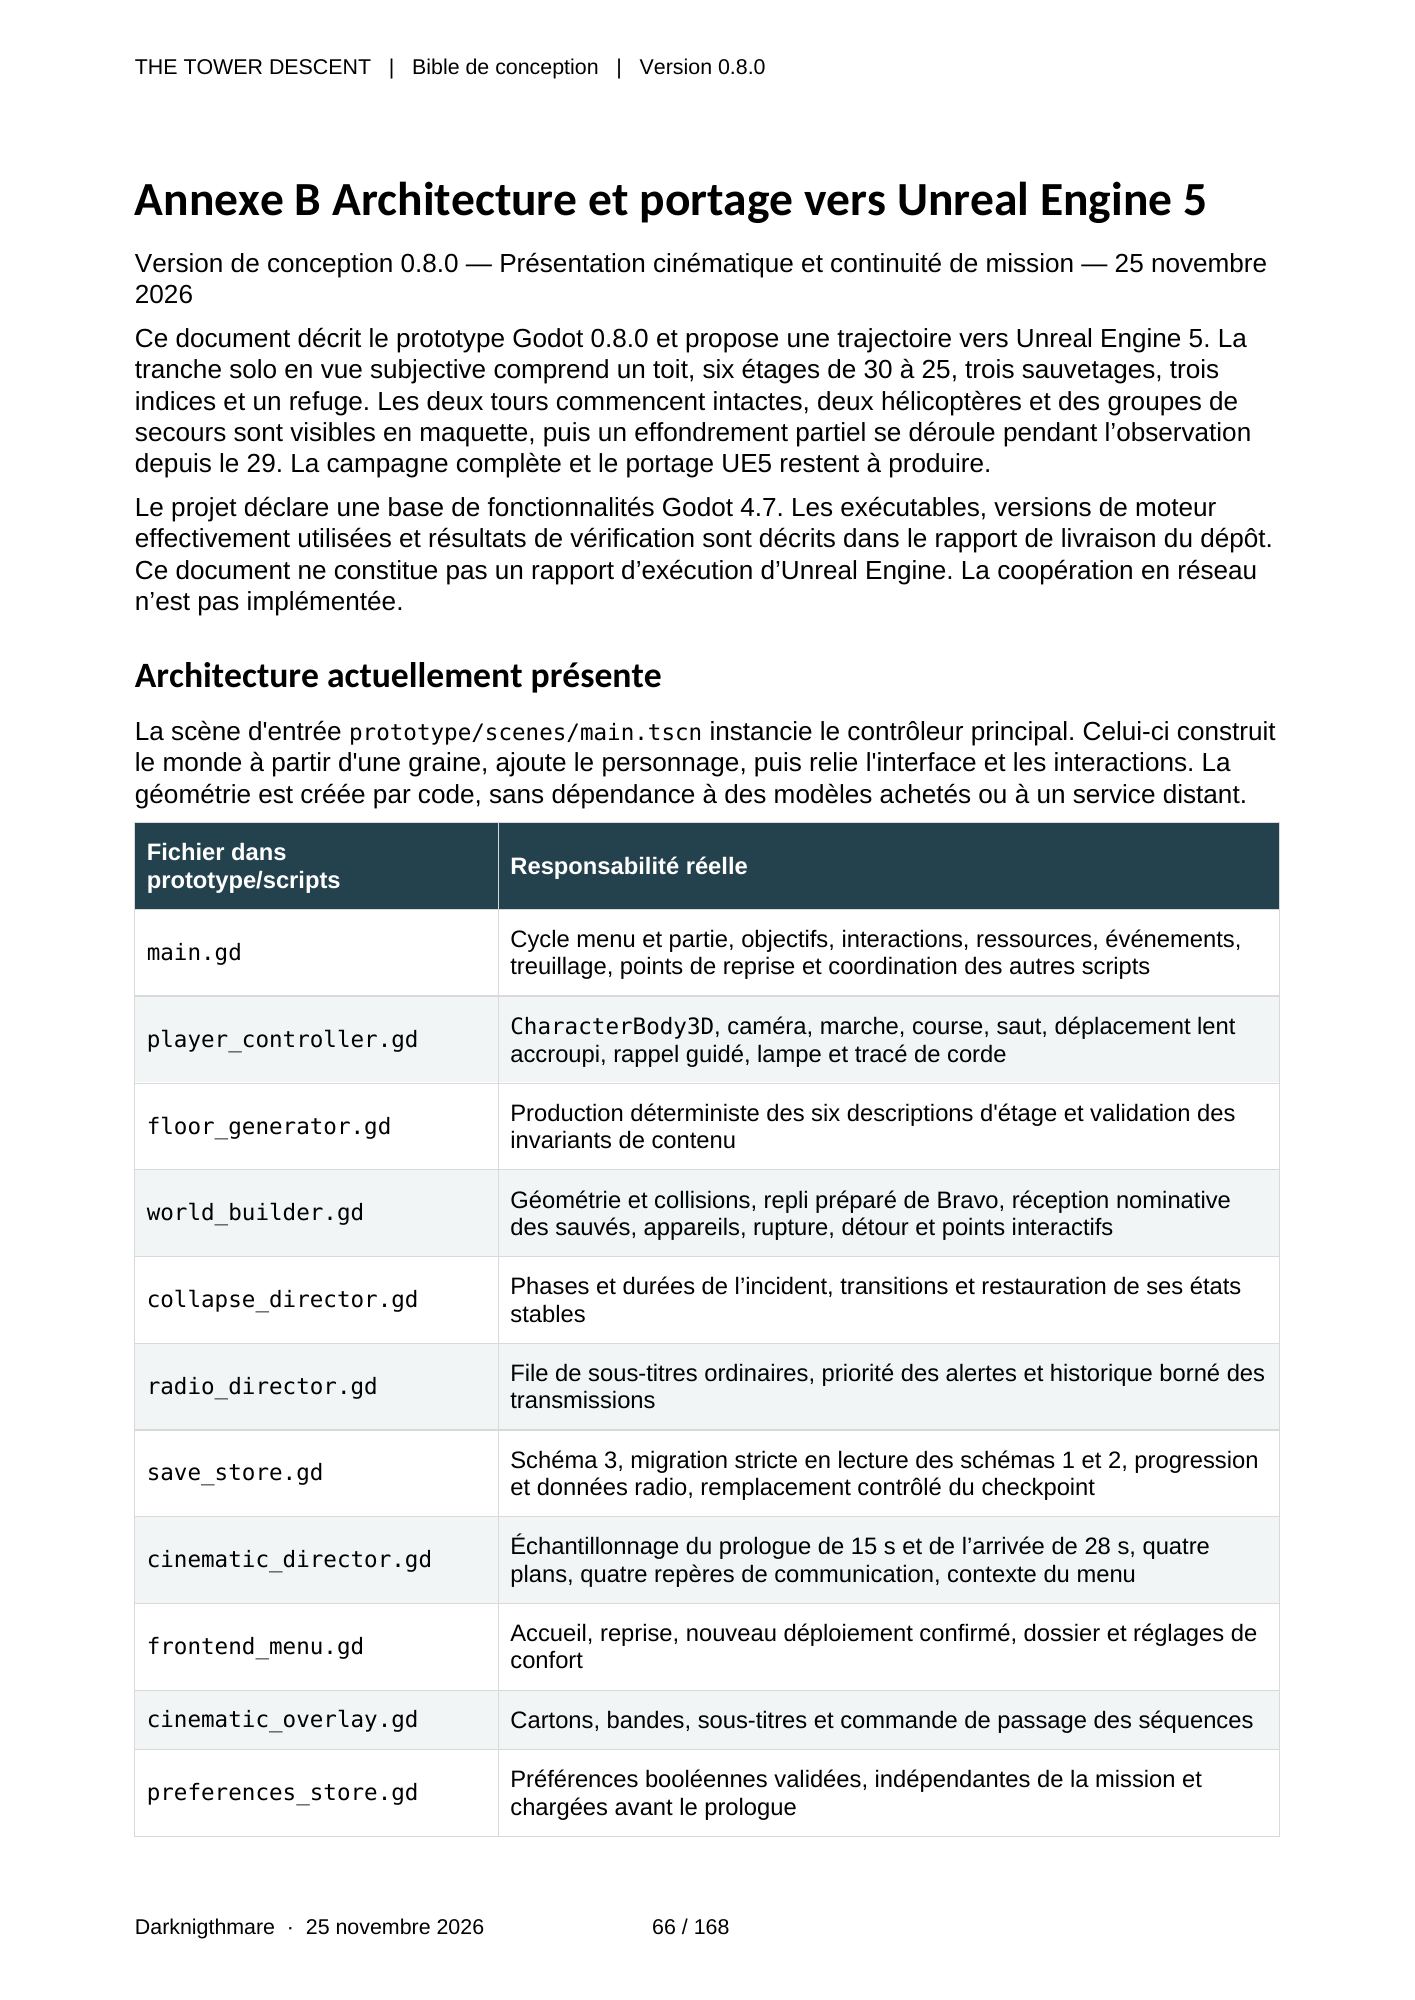 THE TOWER DESCENT | Bible de conception | Version 0.8.0
Annexe B Architecture et portage vers Unreal Engine 5
Version de conception 0.8.0 — Présentation cinématique et continuité de mission — 25 novembre
2026
Ce document décrit le prototype Godot 0.8.0 et propose une trajectoire vers Unreal Engine 5. La
tranche solo en vue subjective comprend un toit, six étages de 30 à 25, trois sauvetages, trois
indices et un refuge. Les deux tours commencent intactes, deux hélicoptères et des groupes de
secours sont visibles en maquette, puis un effondrement partiel se déroule pendant l’observation
depuis le 29. La campagne complète et le portage UE5 restent à produire.
Le projet déclare une base de fonctionnalités Godot 4.7. Les exécutables, versions de moteur
effectivement utilisées et résultats de vérification sont décrits dans le rapport de livraison du dépôt.
Ce document ne constitue pas un rapport d’exécution d’Unreal Engine. La coopération en réseau
n’est pas implémentée.
Architecture actuellement présente
La scène d'entrée prototype/scenes/main.tscn instancie le contrôleur principal. Celui-ci construit
le monde à partir d'une graine, ajoute le personnage, puis relie l'interface et les interactions. La
géométrie est créée par code, sans dépendance à des modèles achetés ou à un service distant.
Fichier dans
prototype/scripts
Responsabilité réelle
main.gd
Cycle menu et partie, objectifs, interactions, ressources, événements,
treuillage, points de reprise et coordination des autres scripts
player_controller.gd
CharacterBody3D, caméra, marche, course, saut, déplacement lent
accroupi, rappel guidé, lampe et tracé de corde
floor_generator.gd
Production déterministe des six descriptions d'étage et validation des
invariants de contenu
world_builder.gd
Géométrie et collisions, repli préparé de Bravo, réception nominative
des sauvés, appareils, rupture, détour et points interactifs
collapse_director.gd
Phases et durées de l’incident, transitions et restauration de ses états
stables
radio_director.gd
File de sous-titres ordinaires, priorité des alertes et historique borné des
transmissions
save_store.gd
Schéma 3, migration stricte en lecture des schémas 1 et 2, progression
et données radio, remplacement contrôlé du checkpoint
cinematic_director.gd
Échantillonnage du prologue de 15 s et de l’arrivée de 28 s, quatre
plans, quatre repères de communication, contexte du menu
frontend_menu.gd
Accueil, reprise, nouveau déploiement confirmé, dossier et réglages de
confort
cinematic_overlay.gd
Cartons, bandes, sous-titres et commande de passage des séquences
preferences_store.gd
Préférences booléennes validées, indépendantes de la mission et
chargées avant le prologue
Darknigthmare · 25 novembre 2026
66 / 168